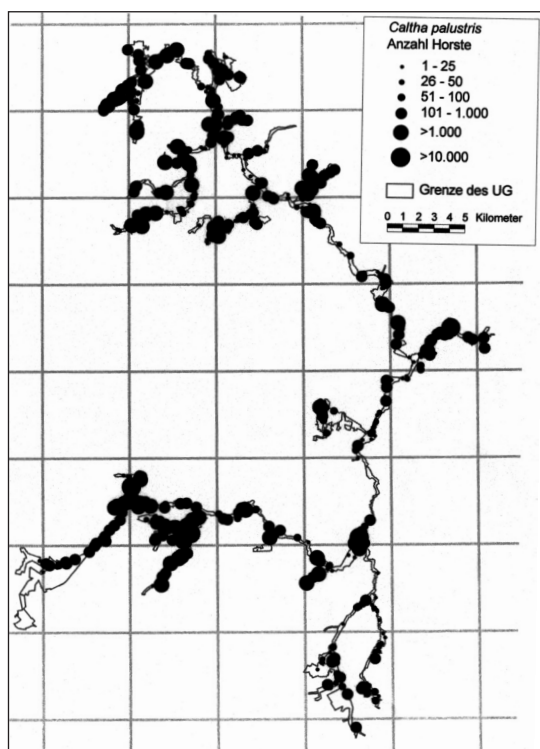 Caltha palustris
Anzahl Horste
1 - 25
26 - 50
51 - 100
101 - 1.000
>1.000
>10.000
Grenze des UG
0 1 2 3 4 5 Kilometer